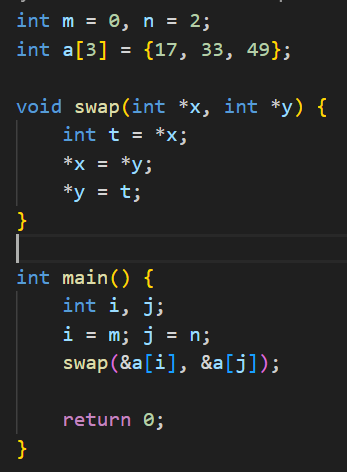 int m = 0, n = 2;
int a[3] = {17, 33, 49};
void swap(int *x, int *y) {
    int t = *x;
    *x = *y;
    *y = t;
}
int main() {
    int i, j;
    i = m; j = n;
    swap(&a[i], &a[j]);
    return 0;
}